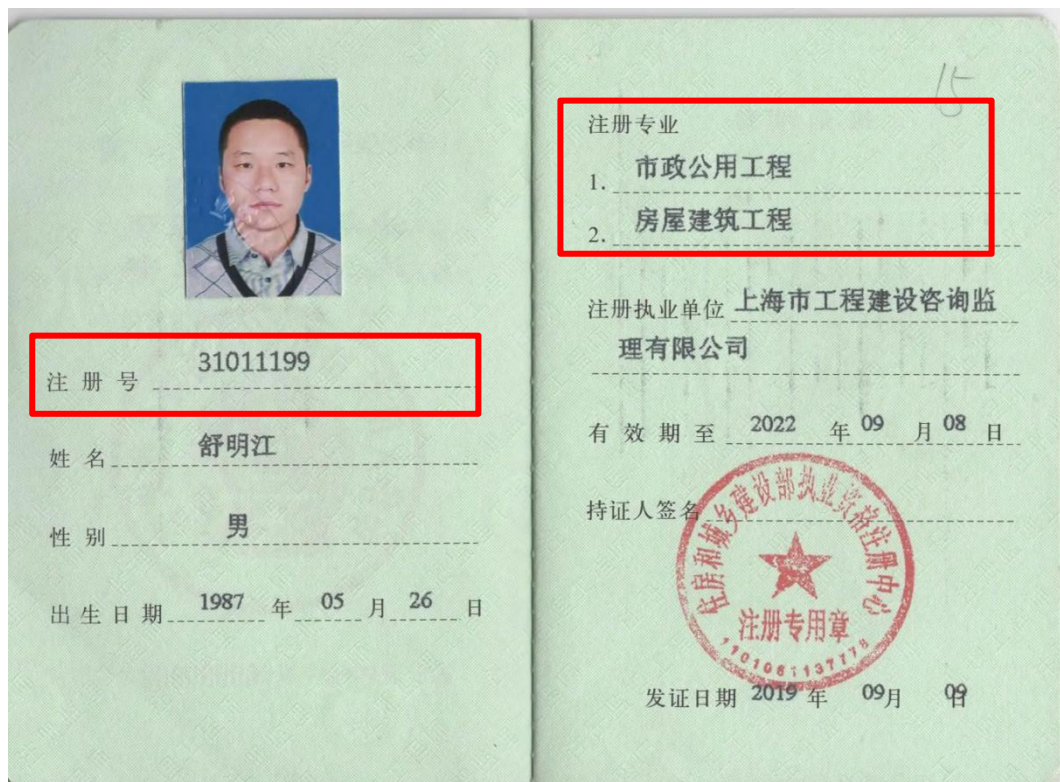 注 册 号 31011199
姓 名 舒明江
性 别 男
出 生 日 期 1987 年 05 月 26 日
15
注册专业
1. 市政公用工程
2. 房屋建筑工程
注册执业单位 上海市工程建设咨询监
理有限公司
有 效 期 至 2022 年 09 月 08 日
持证人签名
住房和城乡建设部执业资格注册中心
注册专用章
1101081137778
发证日期 2019 年 09月 09日